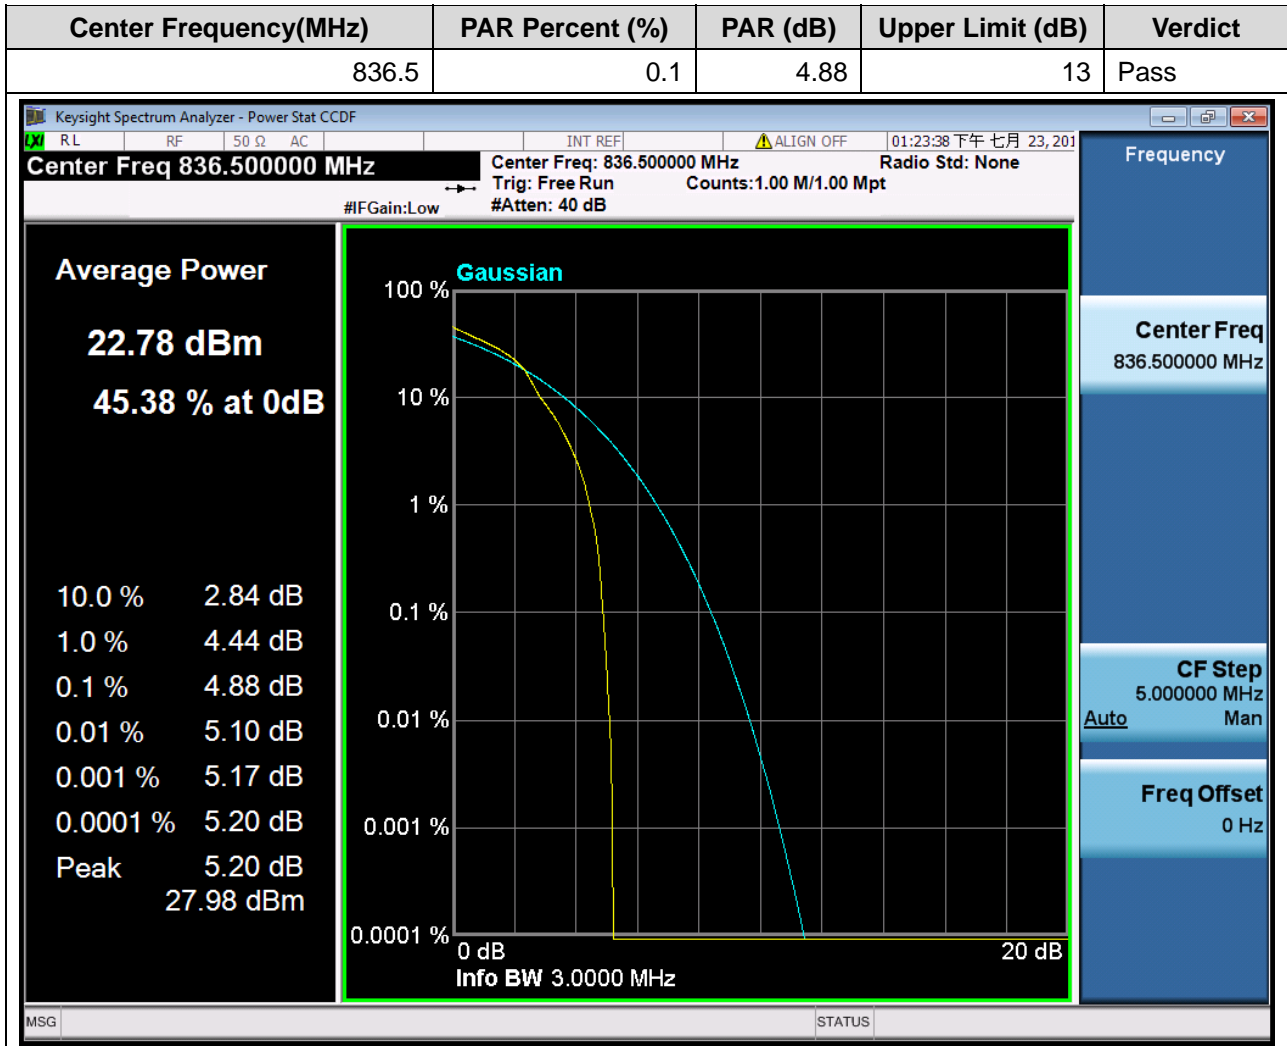 Center Frequency(MHz) PAR Percent (%) PAR (dB) Upper Limit (dB) Verdict
836.5 0.1 4.88 13 Pass
Keysight Spectrum Analyzer - Power Stat CCDF
LXI RL RF 50 Ω AC INT REF ALIGN OFF 01:23:38 下午 七月 23, 201
Center Freq 836.500000 MHz
Center Freq: 836.500000 MHz Radio Std: None
Trig: Free Run Counts:1.00 M/1.00 Mpt
#IFGain:Low #Atten: 40 dB
Average Power
22.78 dBm
45.38 % at 0dB
10.0 % 2.84 dB
1.0 % 4.44 dB
0.1 % 4.88 dB
0.01 % 5.10 dB
0.001 % 5.17 dB
0.0001 % 5.20 dB
Peak 5.20 dB
27.98 dBm
Gaussian
100 %
10 %
1 %
0.1 %
0.01 %
0.001 %
0.0001 %
0 dB 20 dB
Info BW 3.0000 MHz
Frequency
Center Freq
836.500000 MHz
CF Step
5.000000 MHz
Auto Man
Freq Offset
0 Hz
MSG STATUS